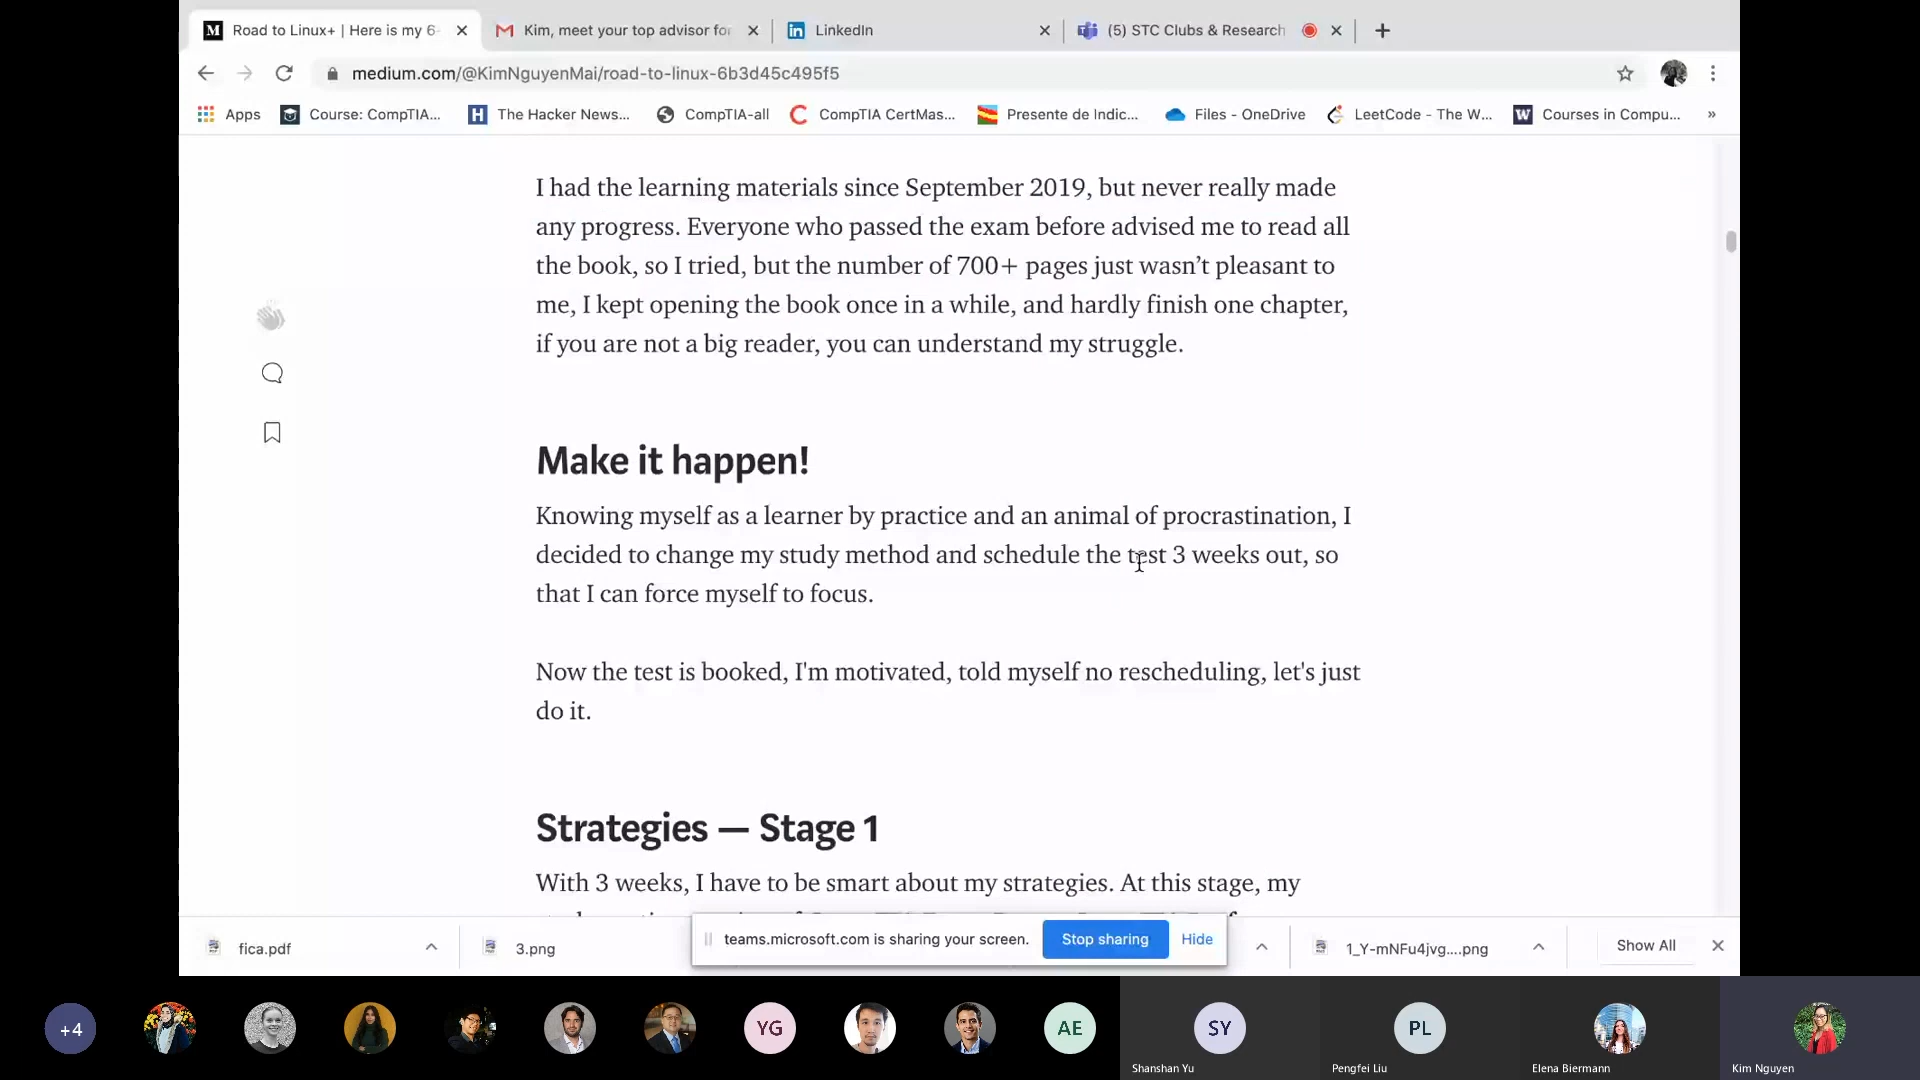 Road to Linux+ | Here is my 6-
Kim, meet your top advisor for
LinkedIn
(5) STC Clubs & Research
medium.com/@KimNguyenMai/road-to-linux-6b3d45c495f5
Apps
Course: CompTIA...
The Hacker News...
CompTIA-all
CompTIA CertMas...
Presente de Indic...
Files - OneDrive
LeetCode - The W...
Courses in Compu...
»
I had the learning materials since September 2019, but never really made
any progress. Everyone who passed the exam before advised me to read all
the book, so I tried, but the number of 700+ pages just wasn’t pleasant to
me, I kept opening the book once in a while, and hardly finish one chapter,
if you are not a big reader, you can understand my struggle.
Make it happen!
Knowing myself as a learner by practice and an animal of procrastination, I
decided to change my study method and schedule the test 3 weeks out, so
that I can force myself to focus.
Now the test is booked, I'm motivated, told myself no rescheduling, let's just
do it.
Strategies — Stage 1
With 3 weeks, I have to be smart about my strategies. At this stage, my
fica.pdf
3.png
teams.microsoft.com is sharing your screen.
Stop sharing
Hide
1_Y-mNFu4jvg....png
Show All
+4
YG
AE
SY
PL
Shanshan Yu
Pengfei Liu
Elena Biermann
Kim Nguyen